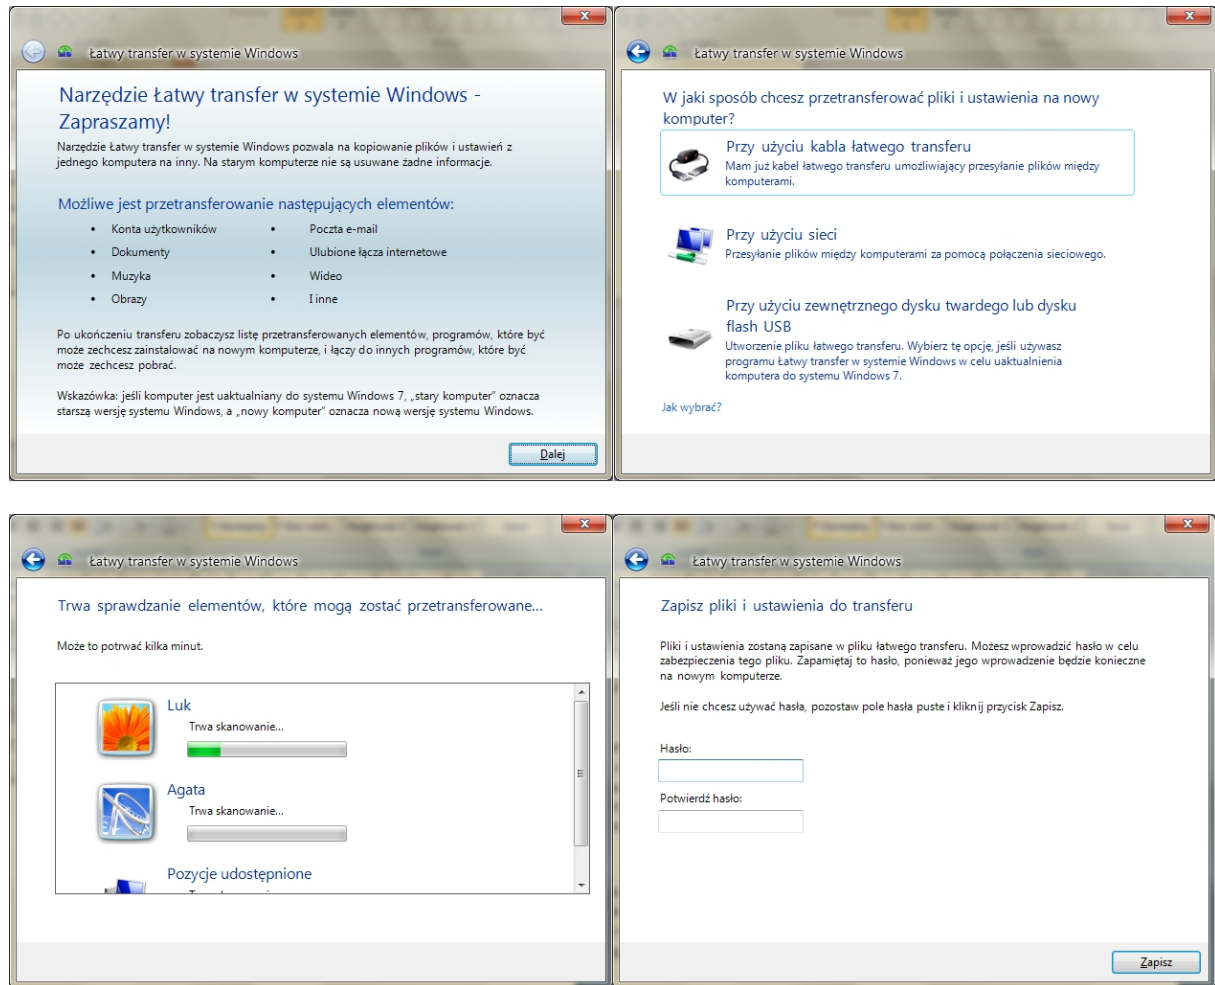 Łatwy transfer w systemie Windows
Narzędzie Łatwy transfer w systemie Windows -
Zapraszamy!
Narzędzie Łatwy transfer w systemie Windows pozwala na kopiowanie plików i ustawień z
jednego komputera na inny. Na starym komputerze nie są usuwane żadne informacje.
Możliwe jest przetransferowanie następujących elementów:
• Konta użytkowników • Poczta e-mail
• Dokumenty • Ulubione łącza internetowe
• Muzyka • Wideo
• Obrazy • I inne
Po ukończeniu transferu zobaczysz listę przetransferowanych elementów, programów, które być
może zechcesz zainstalować na nowym komputerze, i łączy do innych programów, które być
może zechcesz pobrać.
Wskazówka: jeśli komputer jest uaktualniany do systemu Windows 7, „stary komputer” oznacza
starszą wersję systemu Windows, a „nowy komputer” oznacza nową wersję systemu Windows.
Dalej
Łatwy transfer w systemie Windows
W jaki sposób chcesz przetransferować pliki i ustawienia na nowy
komputer?
Przy użyciu kabla łatwego transferu
Mam już kabel łatwego transferu umożliwiający przesyłanie plików między
komputerami.
Przy użyciu sieci
Przesyłanie plików między komputerami za pomocą połączenia sieciowego.
Przy użyciu zewnętrznego dysku twardego lub dysku
flash USB
Utworzenie pliku łatwego transferu. Wybierz tę opcję, jeśli używasz
programu Łatwy transfer w systemie Windows w celu uaktualnienia
komputera do systemu Windows 7.
Jak wybrać?
Łatwy transfer w systemie Windows
Trwa sprawdzanie elementów, które mogą zostać przetransferowane...
Może to potrwać kilka minut.
Luk
Trwa skanowanie...
Agata
Trwa skanowanie...
Pozycje udostępnione
Łatwy transfer w systemie Windows
Zapisz pliki i ustawienia do transferu
Pliki i ustawienia zostaną zapisane w pliku łatwego transferu. Możesz wprowadzić hasło w celu
zabezpieczenia tego pliku. Zapamiętaj to hasło, ponieważ jego wprowadzenie będzie konieczne
na nowym komputerze.
Jeśli nie chcesz używać hasła, pozostaw pole hasła puste i kliknij przycisk Zapisz.
Hasło:
Potwierdź hasło:
Zapisz